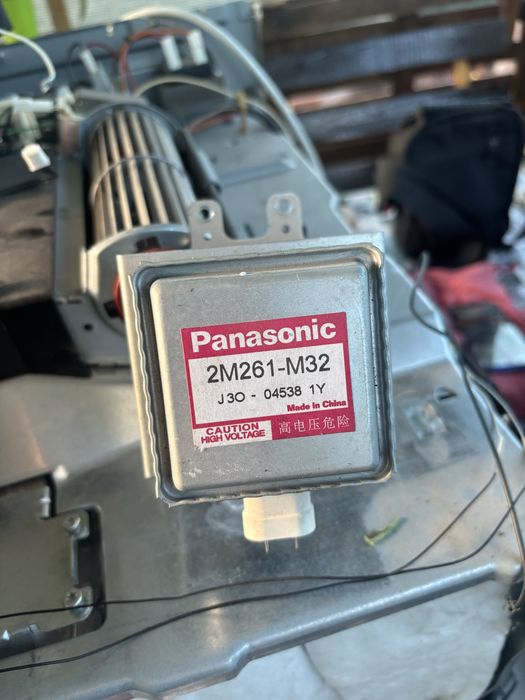 Panasonic
2M261-M32
J3O - 04538 1Y
Made in China
CAUTION
HIGH VOLTAGE
高电压危险